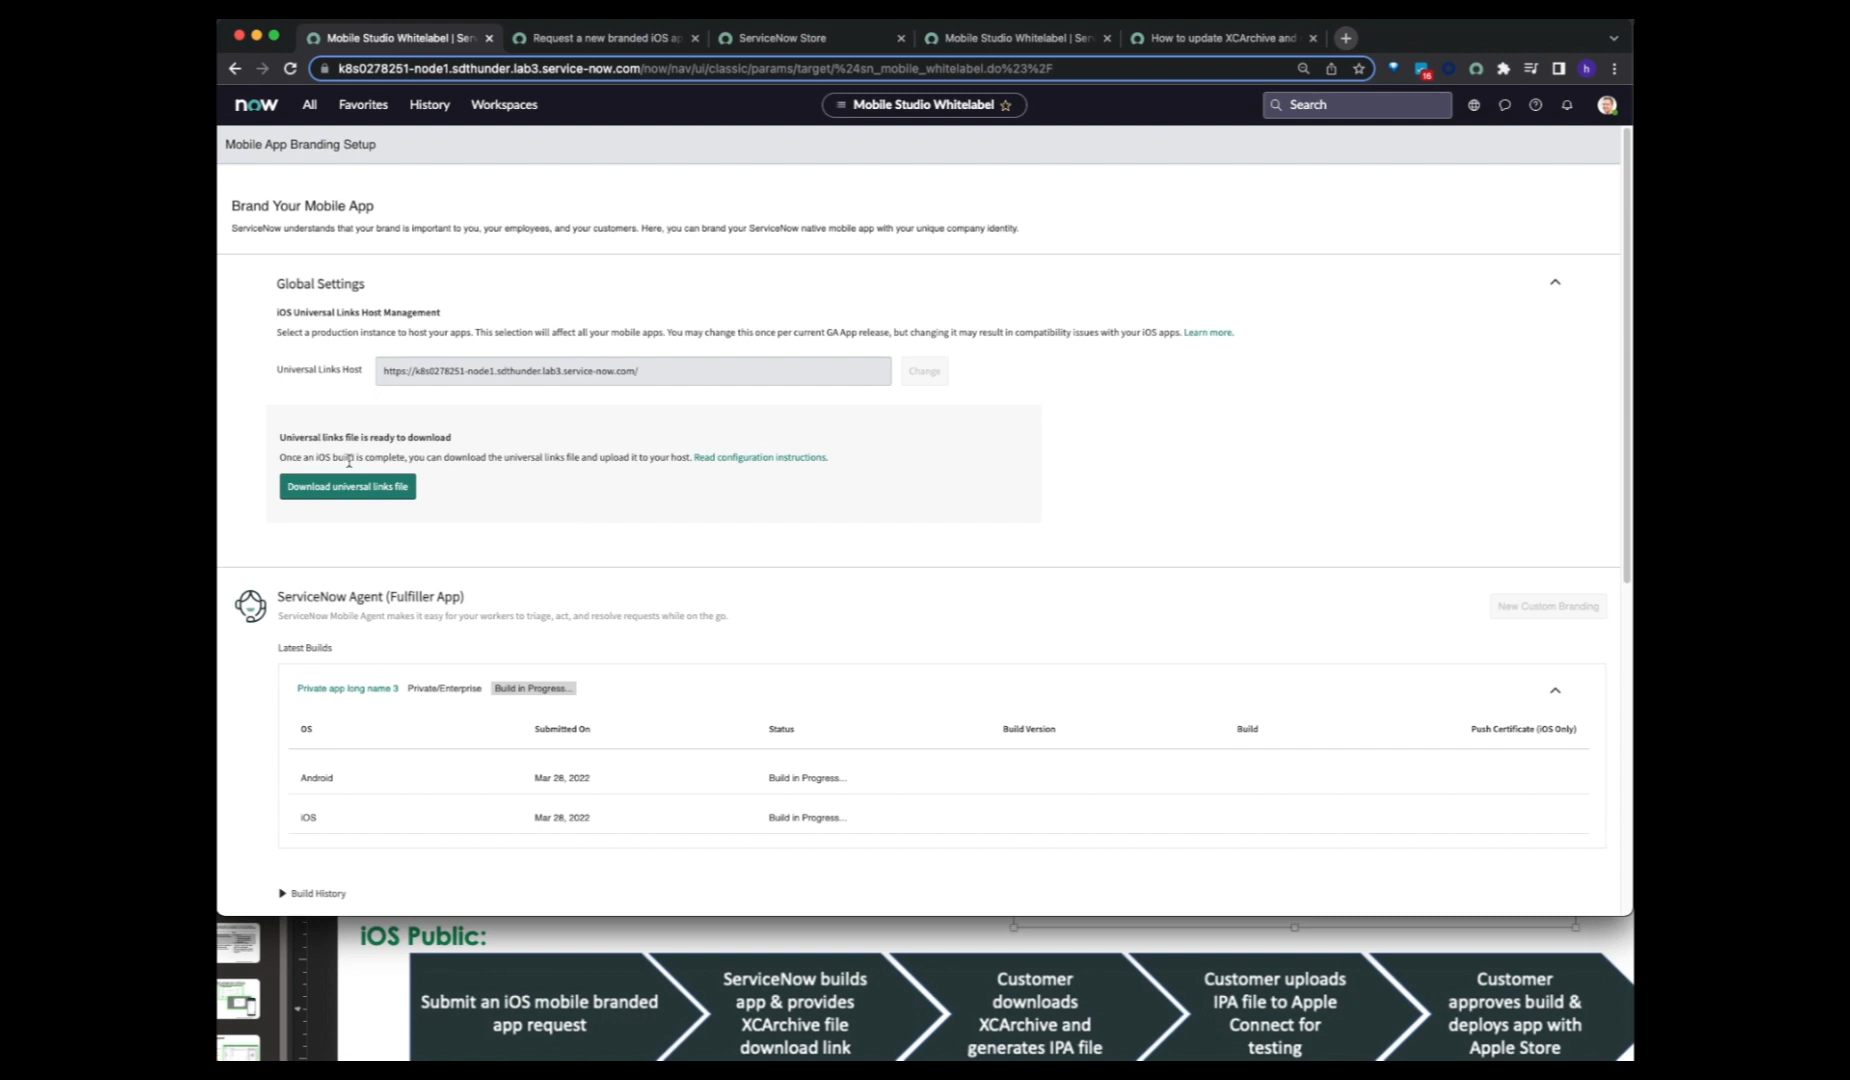 Mobile Studio Whitelabel | Ser
Request a new branded iOS ap
ServiceNow Store
Mobile Studio Whitelabel | Ser
How to update XCArchive and
k8s0278251-node1.sdthunder.lab3.service-now.com/now/nav/ui/classic/params/target/%24sn_mobile_whitelabel.do%23%2F
16
h
now
All
Favorites
History
Workspaces
Mobile Studio Whitelabel
Search
Mobile App Branding Setup
Brand Your Mobile App
ServiceNow understands that your brand is important to you, your employees, and your customers. Here, you can brand your ServiceNow native mobile app with your unique company identity.
Global Settings
iOS Universal Links Host Management
Select a production instance to host your apps. This selection will affect all your mobile apps. You may change this once per current GA App release, but changing it may result in compatibility issues with your iOS apps. Learn more.
Universal Links Host
https://k8s0278251-node1.sdthunder.lab3.service-now.com/
Change
Universal links file is ready to download
Once an iOS build is complete, you can download the universal links file and upload it to your host. Read configuration instructions.
Download universal links file
ServiceNow Agent (Fulfiller App)
New Custom Branding
ServiceNow Mobile Agent makes it easy for your workers to triage, act, and resolve requests while on the go.
Latest Builds
Private app long name 3 Private/Enterprise Build in Progress...
OS Submitted On Status Build Version Build Push Certificate (iOS Only)
Android Mar 28, 2022 Build in Progress...
iOS Mar 28, 2022 Build in Progress...
Build History
iOS Public:
Submit an iOS mobile branded
app request
ServiceNow builds
app & provides
XCArchive file
download link
Customer
downloads
XCArchive and
generates IPA file
Customer uploads
IPA file to Apple
Connect for
testing
Customer
approves build &
deploys app with
Apple Store